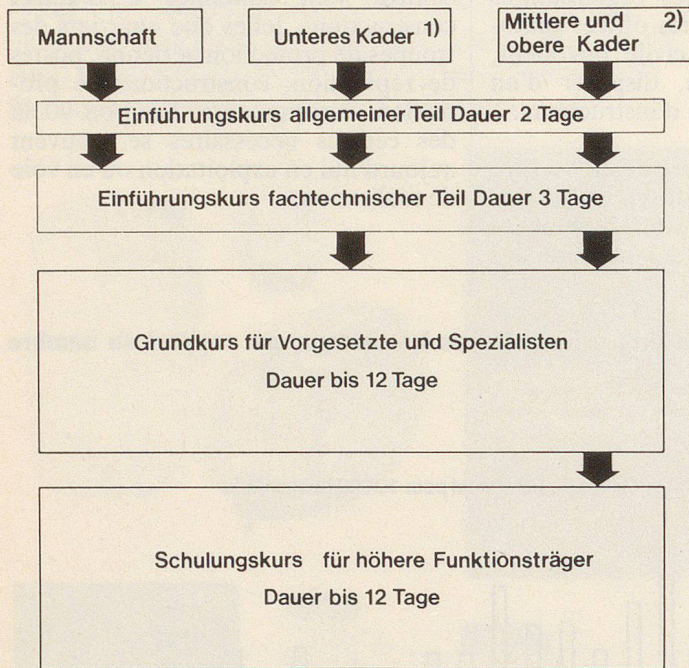 Mannschaft
Unteres Kader 1)
Mittlere und 2)
obere Kader
Einführungskurs allgemeiner Teil Dauer 2 Tage
Einführungskurs fachtechnischer Teil Dauer 3 Tage
Grundkurs für Vorgesetzte und Spezialisten
Dauer bis 12 Tage
Schulungskurs für höhere Funktionsträger
Dauer bis 12 Tage